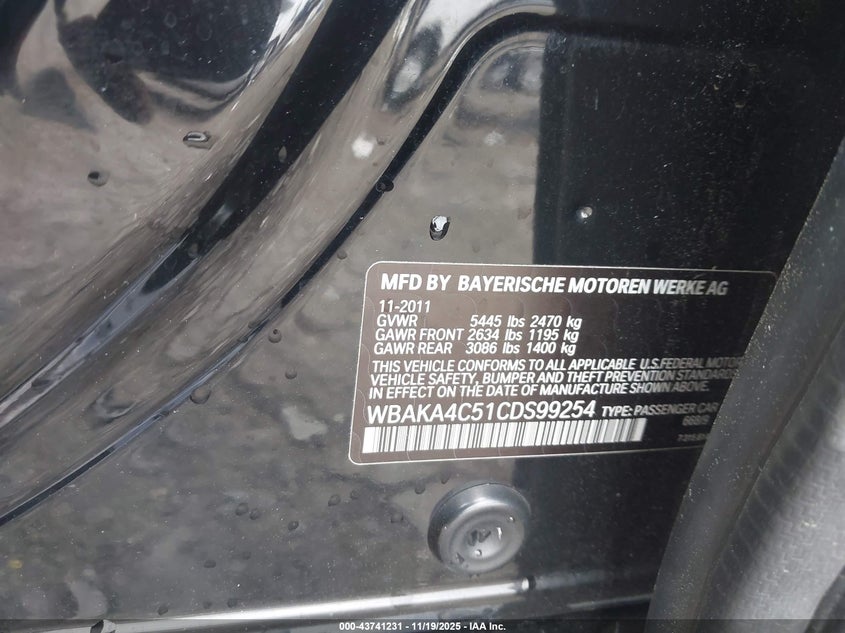 MFD BY BAYERISCHE MOTOREN WERKE AG
11-2011
GVWR 5445 lbs 2470 kg
GAWR FRONT 2634 lbs 1195 kg
GAWR REAR 3086 lbs 1400 kg
THIS VEHICLE CONFORMS TO ALL APPLICABLE U.S.FEDERAL MOTOR
VEHICLE SAFETY, BUMPER AND THEFT PREVENTION STANDARDS
IN EFFECT ON THE DATE OF MANUFACTURE SHOWN ABOVE.
WBAKA4C51CDS99254 TYPE: PASSENGER CAR
000-43741231 - 11/19/2025 - IAA Inc.